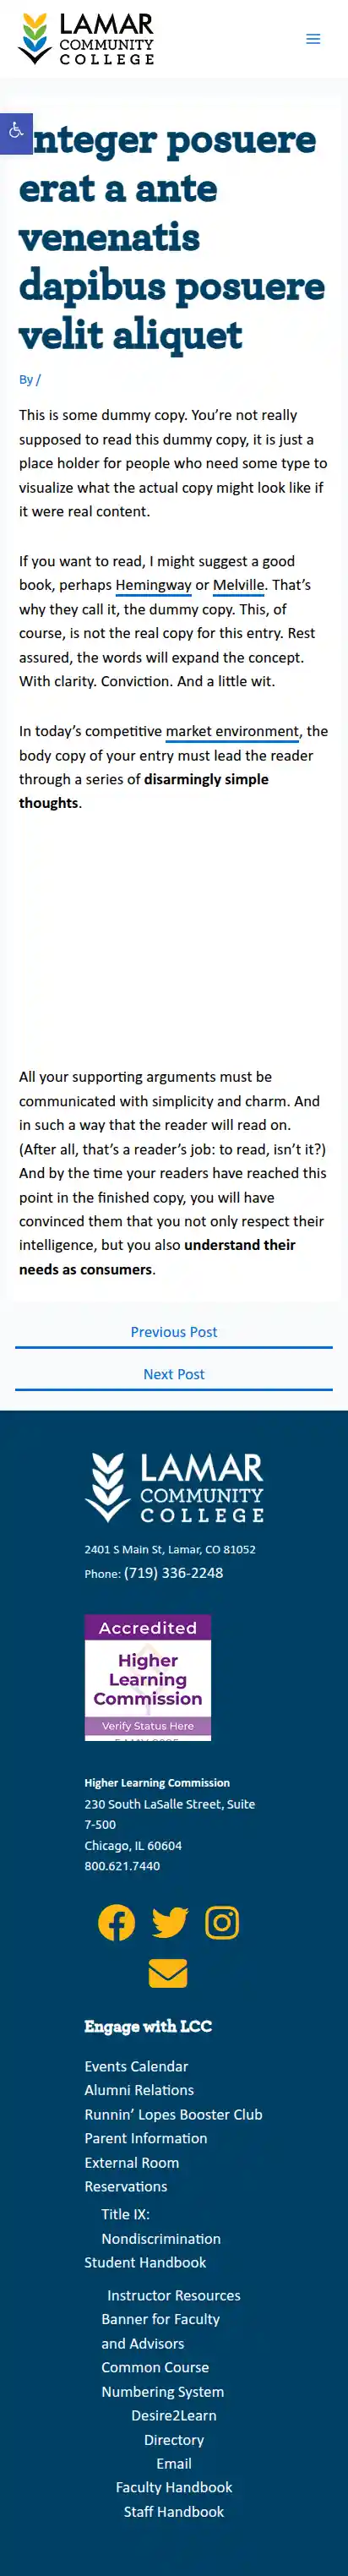 LAMAR
COMMUNITY
COLLEGE
Integer posuere
erat a ante
venenatis
dapibus posuere
velit aliquet
By /
This is some dummy copy. You’re not really
supposed to read this dummy copy, it is just a
place holder for people who need some type to
visualize what the actual copy might look like if
it were real content.
If you want to read, I might suggest a good
book, perhaps Hemingway or Melville. That’s
why they call it, the dummy copy. This, of
course, is not the real copy for this entry. Rest
assured, the words will expand the concept.
With clarity. Conviction. And a little wit.
In today’s competitive market environment, the
body copy of your entry must lead the reader
through a series of disarmingly simple
thoughts.
All your supporting arguments must be
communicated with simplicity and charm. And
in such a way that the reader will read on.
(After all, that’s a reader’s job: to read, isn’t it?)
And by the time your readers have reached this
point in the finished copy, you will have
convinced them that you not only respect their
intelligence, but you also understand their
needs as consumers.
Previous Post
Next Post
LAMAR
COMMUNITY
COLLEGE
2401 S Main St, Lamar, CO 81052
Phone: (719) 336-2248
Accredited
Higher
Learning
Commission
Verify Status Here
Higher Learning Commission
230 South LaSalle Street, Suite
7-500
Chicago, IL 60604
800.621.7440
Engage with LCC
Events Calendar
Alumni Relations
Runnin’ Lopes Booster Club
Parent Information
External Room
Reservations
Title IX:
Nondiscrimination
Student Handbook
Instructor Resources
Banner for Faculty
and Advisors
Common Course
Numbering System
Desire2Learn
Directory
Email
Faculty Handbook
Staff Handbook